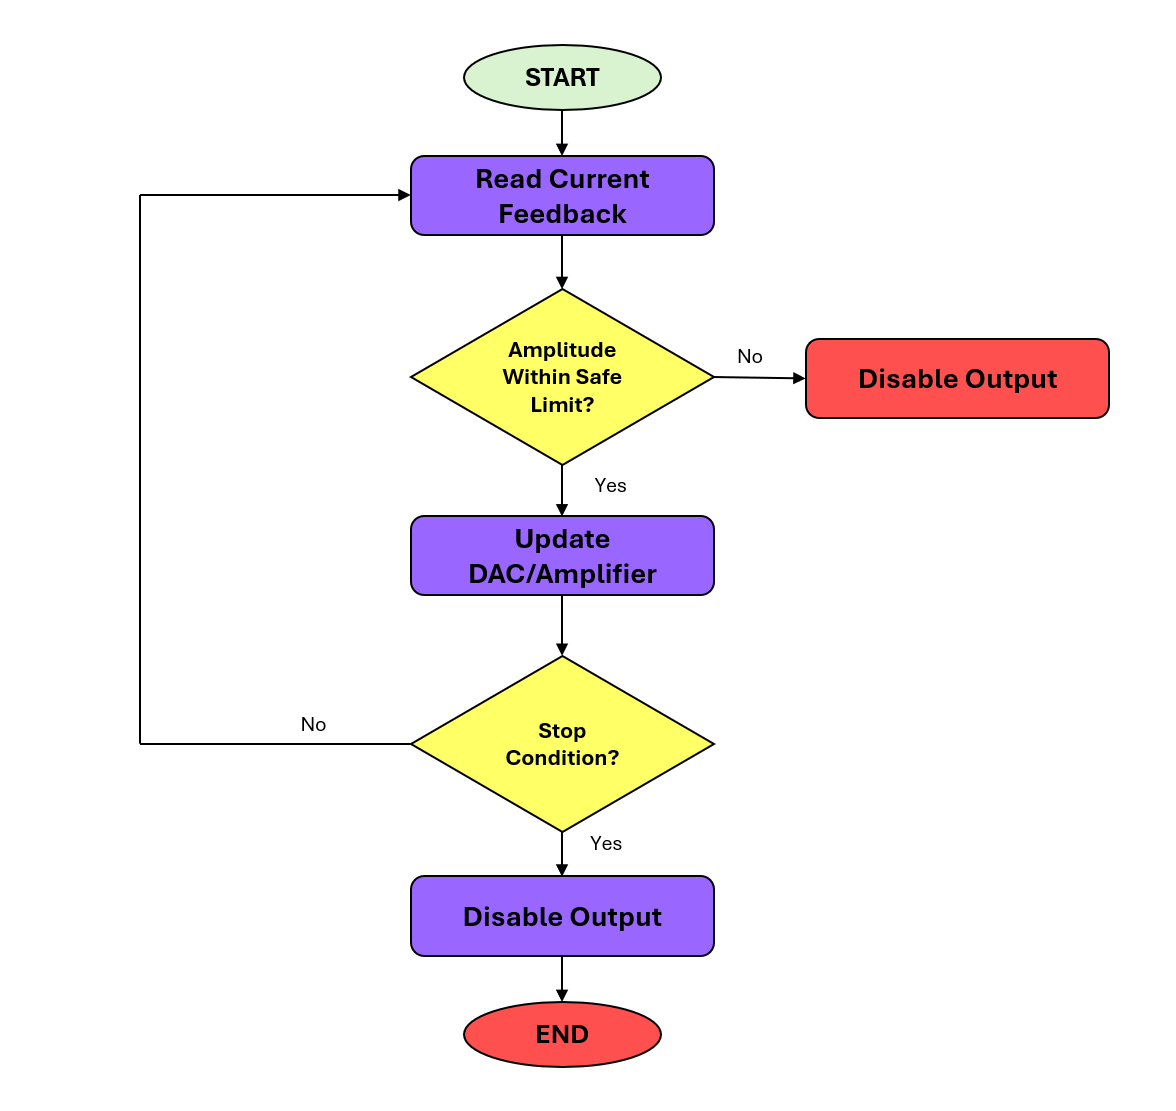 START
Read Current
Feedback
Amplitude
Within Safe
Limit?
No
Disable Output
Yes
Update
DAC/Amplifier
No
Stop
Condition?
Yes
Disable Output
END